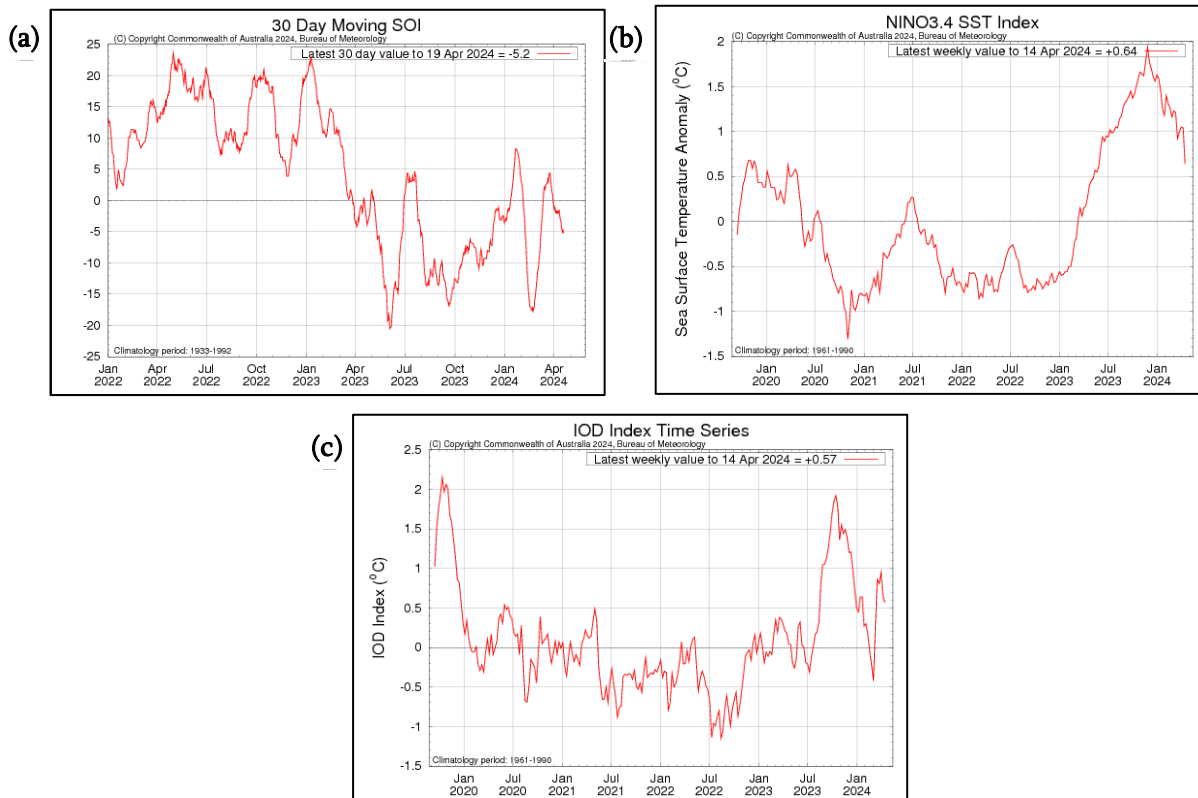 (a)
30 Day Moving SOI
(C) Copyright Commonwealth of Australia 2024, Bureau of Meteorology
Latest 30 day value to 19 Apr 2024 = -5.2
25
20
15
10
5
0
-5
-10
-15
-20
-25
Climatology period: 1933-1992
Jan Apr Jul Oct Jan Apr Jul Oct Jan Apr
2022 2022 2022 2022 2023 2023 2023 2023 2024 2024
(b)
NINO3.4 SST Index
(C) Copyright Commonwealth of Australia 2024, Bureau of Meteorology
Latest weekly value to 14 Apr 2024 = +0.64
Sea Surface Temperature Anomaly (⁰C)
2
1.5
1
0.5
0
-0.5
-1
-1.5
Climatology period: 1961-1990
Jan Jul Jan Jul Jan Jul Jan Jul Jan
2020 2020 2021 2021 2022 2022 2023 2023 2024
(c)
IOD Index Time Series
(C) Copyright Commonwealth of Australia 2024, Bureau of Meteorology
Latest weekly value to 14 Apr 2024 = +0.57
IOD Index (⁰C)
2.5
2
1.5
1
0.5
0
-0.5
-1
-1.5
Climatology period: 1961-1990
Jan Jul Jan Jul Jan Jul Jan Jul Jan
2020 2020 2021 2021 2022 2022 2023 2023 2024